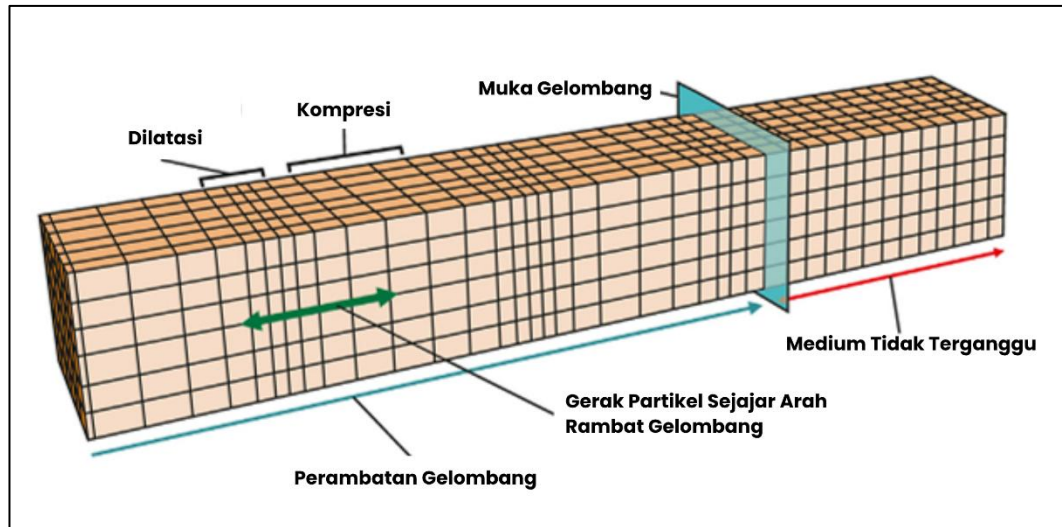 Muka Gelombang
Kompresi
Dilatasi
Medium Tidak Terganggu
Gerak Partikel Sejajar Arah
Rambat Gelombang
Perambatan Gelombang